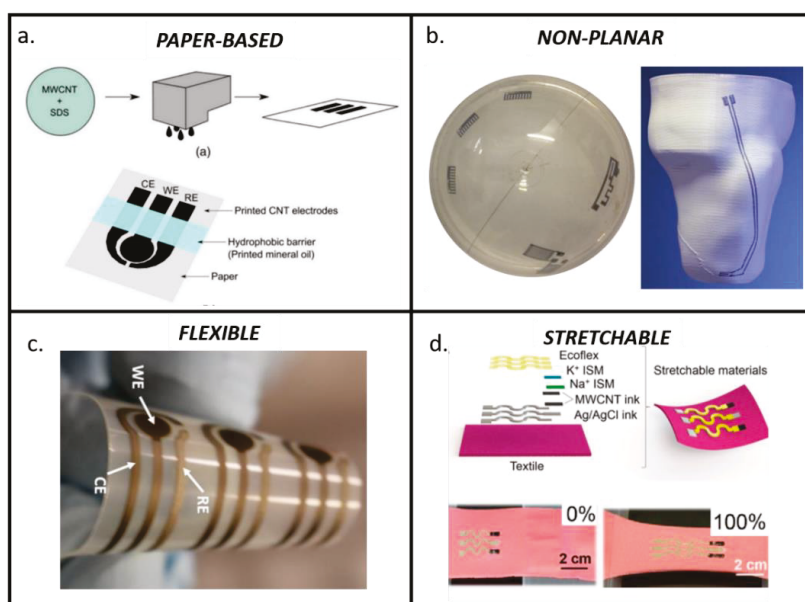 a.
PAPER-BASED
MWCNT
+
SDS
(a)
CE
WE
RE
Printed CNT electrodes
Hydrophobic barrier
(Printed mineral oil)
Paper
b.
NON-PLANAR
c.
FLEXIBLE
WE
CE
RE
d.
STRETCHABLE
Ecoflex
K⁺ ISM
Na⁺ ISM
MWCNT ink
Ag/AgCl ink
Textile
Stretchable materials
0%
2 cm
100%
2 cm